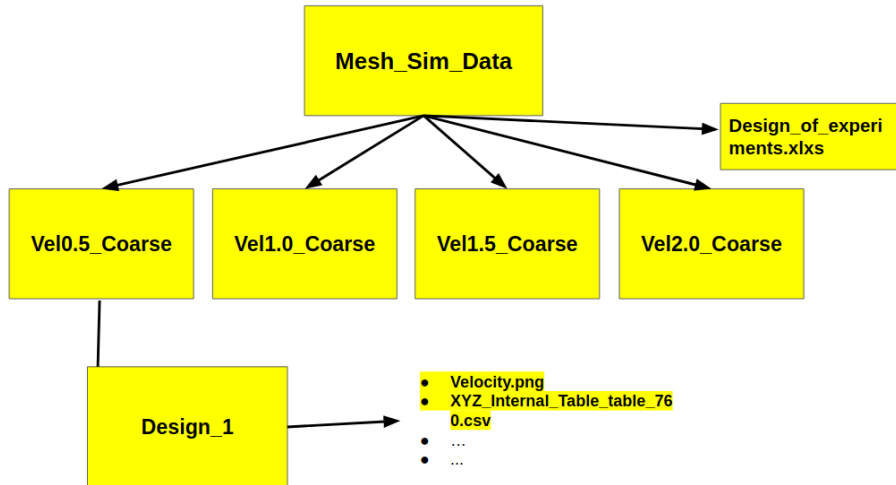 Mesh_Sim_Data
Design_of_experi
ments.xlxs
Vel0.5_Coarse
Vel1.0_Coarse
Vel1.5_Coarse
Vel2.0_Coarse
Design_1
● Velocity.png
● XYZ_Internal_Table_table_76
0.csv
● …
● ...